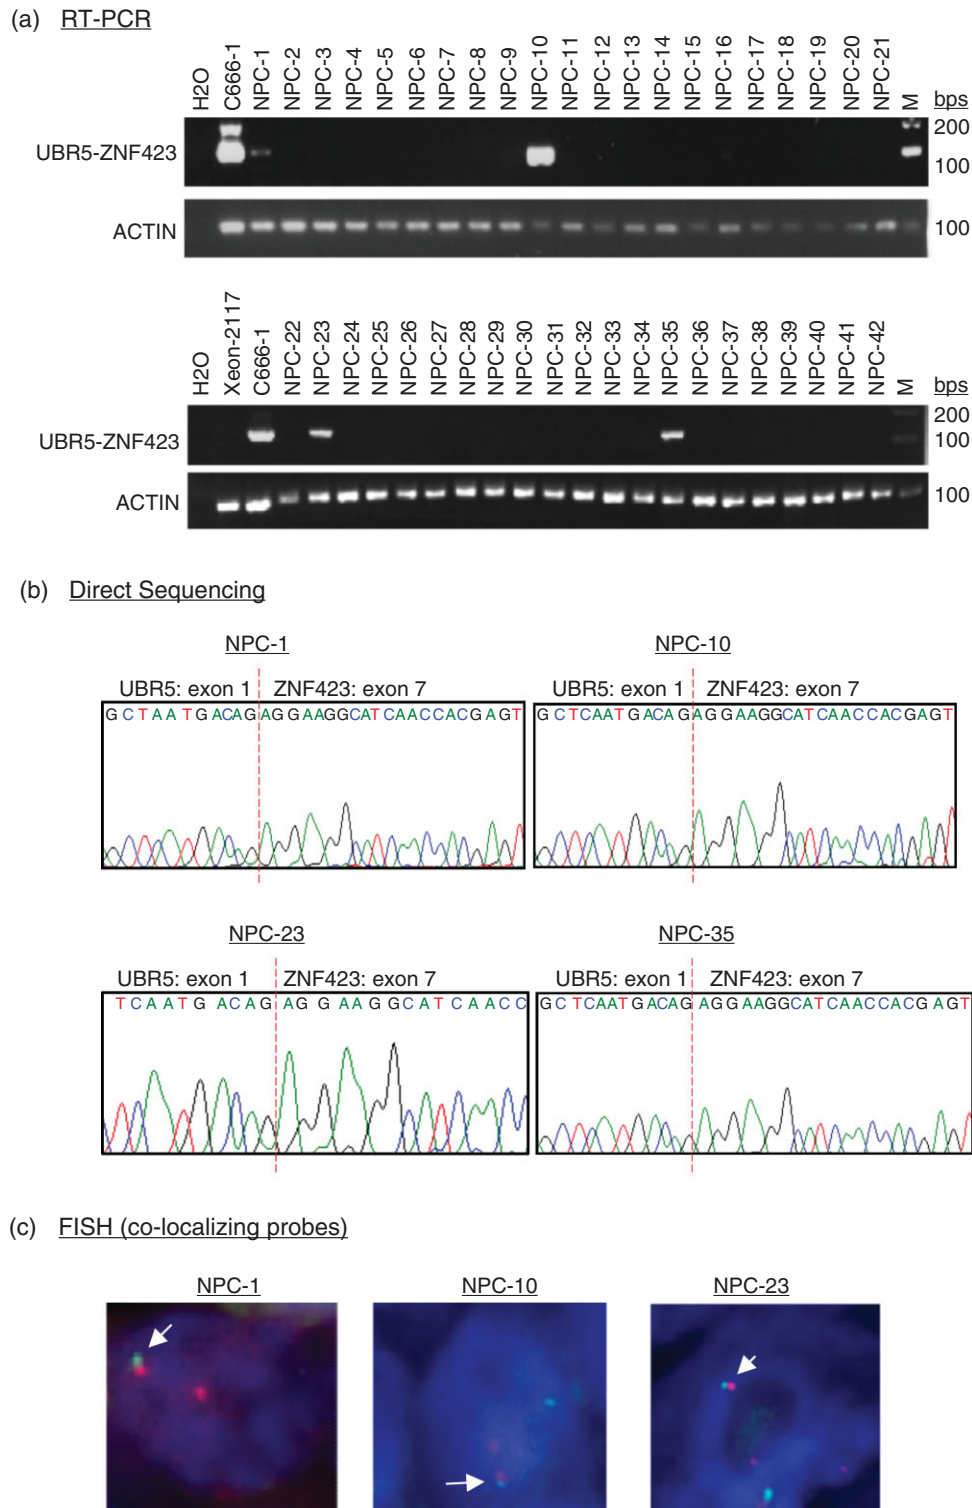 (a) RT-PCR
H2O C666-1 NPC-1 NPC-2 NPC-3 NPC-4 NPC-5 NPC-6 NPC-7 NPC-8 NPC-9 NPC-10 NPC-11 NPC-12 NPC-13 NPC-14 NPC-15 NPC-16 NPC-17 NPC-18 NPC-19 NPC-20 NPC-21 M bps
200
UBR5-ZNF423
100
ACTIN 100
H2O Xeon-2117 C666-1 NPC-22 NPC-23 NPC-24 NPC-25 NPC-26 NPC-27 NPC-28 NPC-29 NPC-30 NPC-31 NPC-32 NPC-33 NPC-34 NPC-35 NPC-36 NPC-37 NPC-38 NPC-39 NPC-40 NPC-41 NPC-42 M bps
200
UBR5-ZNF423 100
ACTIN 100
(b) Direct Sequencing
NPC-1 NPC-10
UBR5: exon 1 ZNF423: exon 7 UBR5: exon 1 ZNF423: exon 7
GCTAATGACAGAGGAAGGCATCAACCACGAGT GCTCAATGACAGAGGAAGGCATCAACCACGAGT
NPC-23 NPC-35
UBR5: exon 1 ZNF423: exon 7 UBR5: exon 1 ZNF423: exon 7
TCAATGACAGAGGAAGGCATCAACC GCTCAATGACAGAGGAAGGCATCAACCACGAGT
(c) FISH (co-localizing probes)
NPC-1 NPC-10 NPC-23